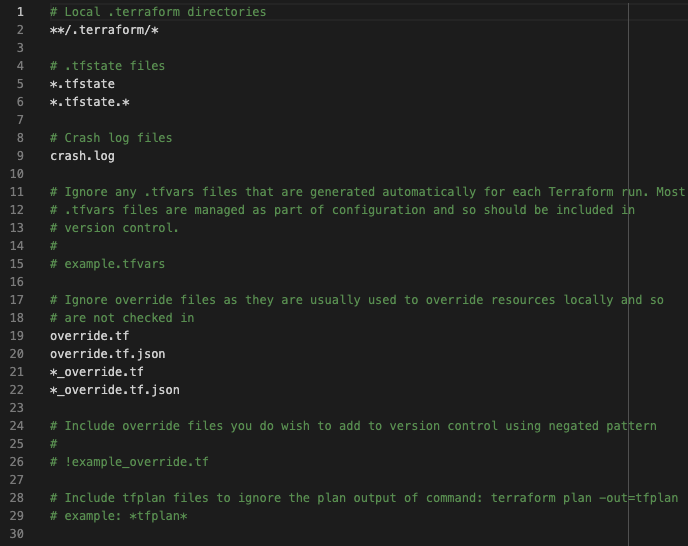 1 # Local .terraform directories
2 **/.terraform/*
3
4 # .tfstate files
5 *.tfstate
6 *.tfstate.*
7
8 # Crash log files
9 crash.log
10
11 # Ignore any .tfvars files that are generated automatically for each Terraform run. Most
12 # .tfvars files are managed as part of configuration and so should be included in
13 # version control.
14 #
15 # example.tfvars
16
17 # Ignore override files as they are usually used to override resources locally and so
18 # are not checked in
19 override.tf
20 override.tf.json
21 *_override.tf
22 *_override.tf.json
23
24 # Include override files you do wish to add to version control using negated pattern
25 #
26 # !example_override.tf
27
28 # Include tfplan files to ignore the plan output of command: terraform plan -out=tfplan
29 # example: *tfplan*
30